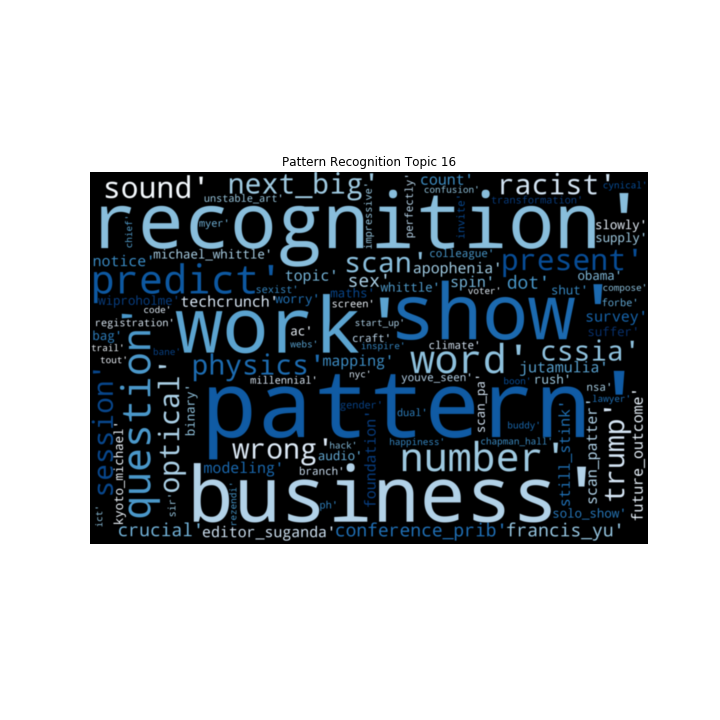 Pattern Recognition Topic 16
sound'
next_big'
count'
racist'
cynical'
unstable_art'
impressive'
perfectly'
confusion'
invite'
transformation'
recognition'
chief'
myer'
slowly'
supply'
notice'
michael_whittle'
colleague'
present'
predict'
topic'
scan'
apophenia'
sex'
spin'
dot'
obama'
wiproholme'
techcrunch'
sexist'
worry'
maths'
whittle'
voter'
shut'
compose'
forbe'
code'
screen'
work'
show'
survey'
registration'
bag'
ac'
start_up'
suffer'
trail'
tout'
bane'
webs'
craft'
inspire'
climate'
word'
cssia'
question'
physics'
mapping'
nyc'
youve_seen'
jutamulia'
millennial'
boon'
rush'
nsa'
lawyer'
session'
optical'
binary'
pattern'
gender'
dual'
scan_pa'
buddy'
still_stink'
scan_patter'
trump'
future_outcome'
wrong'
hack'
happiness'
chapman_hall'
audio'
foundation'
number'
kyoto_michael'
modeling'
branch'
business'
ict'
sir'
rezendi'
ph'
solo_show'
crucial'
editor_suganda'
conference_prib'
francis_yu'